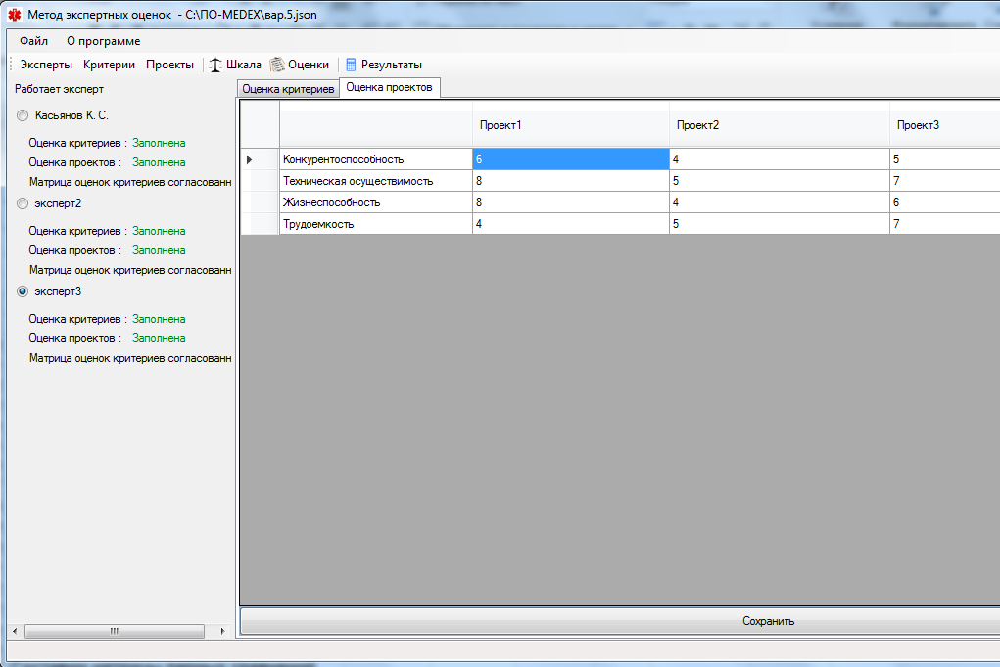 Метод экспертных оценок - C:\ПО-MEDEX\вар.5.json
Файл О программе
Эксперты Критерии Проекты Шкала Оценки Результаты
Работает эксперт
Оценка критериев Оценка проектов
Касьянов К. С.
Оценка критериев : Заполнена
Оценка проектов : Заполнена
Матрица оценок критериев согласованн
эксперт2
Оценка критериев : Заполнена
Оценка проектов : Заполнена
Матрица оценок критериев согласованн
эксперт3
Оценка критериев : Заполнена
Оценка проектов : Заполнена
Матрица оценок критериев согласованн
Проект1 Проект2 Проект3
Конкурентоспособность 6 4 5
Техническая осуществимость 8 5 7
Жизнеспособность 8 4 6
Трудоемкость 4 5 7
Сохранить